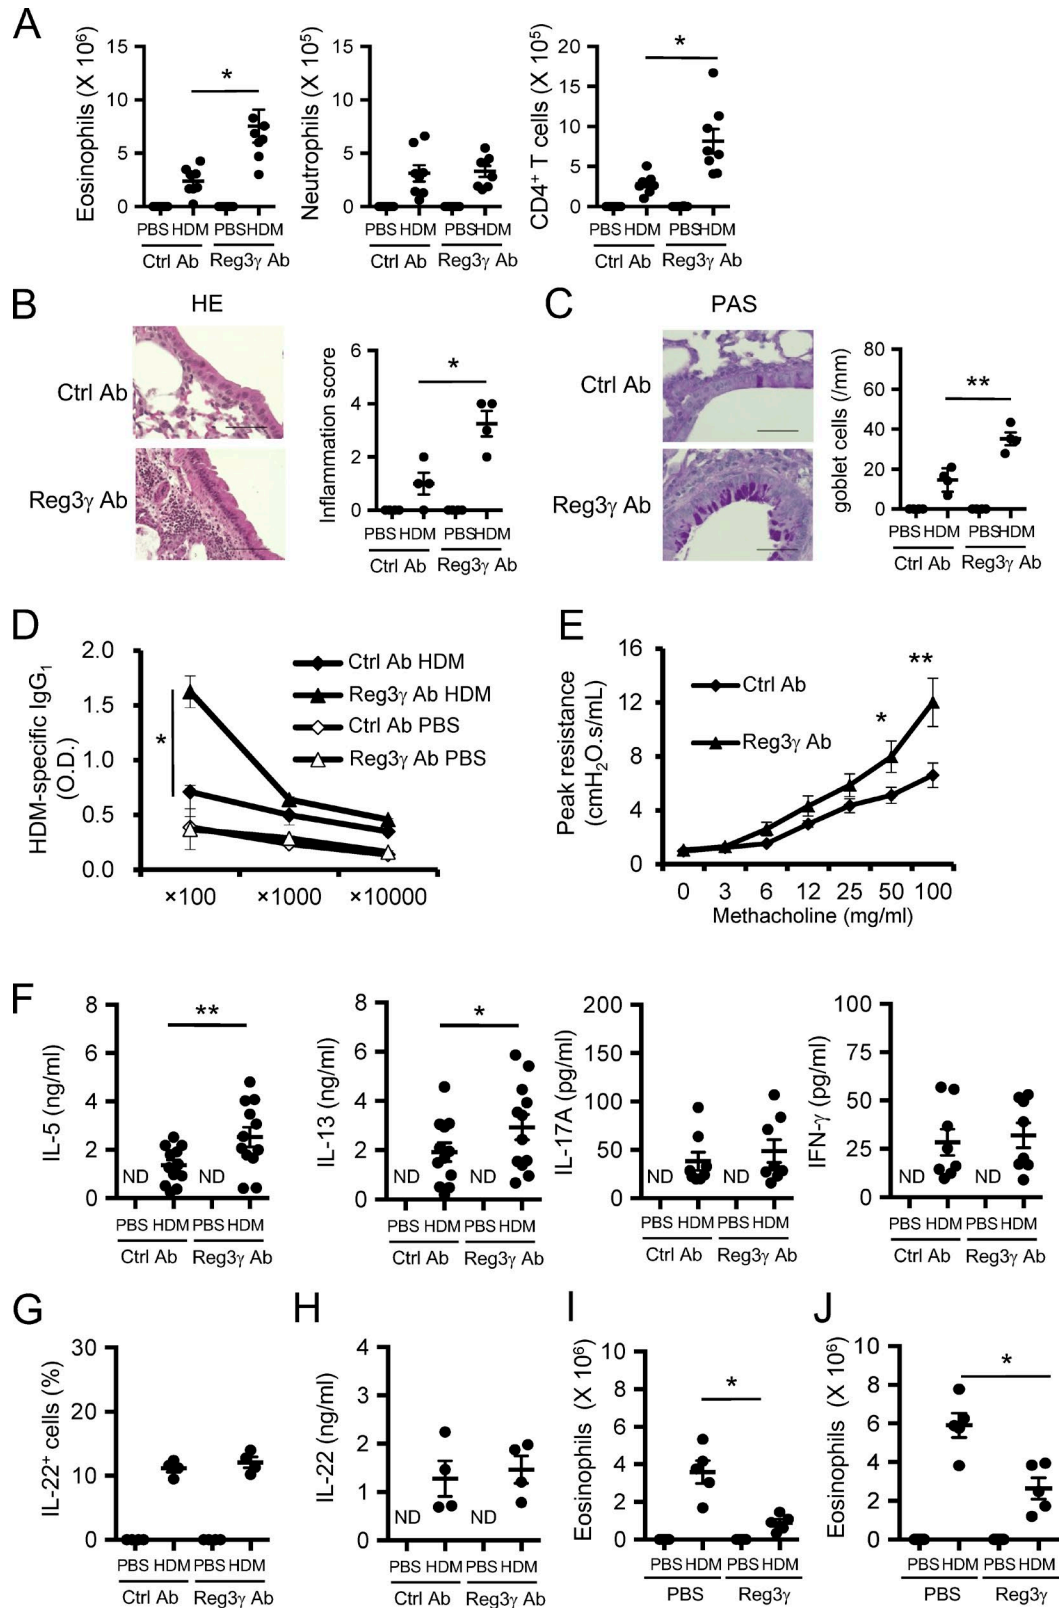 A
Eosinophils (X 10⁶)
15
10
5
0
*
PBS HDM PBS HDM
Ctrl Ab Reg3γ Ab
Neutrophils (X 10⁵)
15
10
5
0
PBS HDM PBS HDM
Ctrl Ab Reg3γ Ab
CD4⁺ T cells (X 10⁵)
20
15
10
5
0
*
PBS HDM PBS HDM
Ctrl Ab Reg3γ Ab
B
HE
Ctrl Ab
Reg3γ Ab
Inflammation score
6
4
2
0
*
PBS HDM PBS HDM
Ctrl Ab Reg3γ Ab
C
PAS
Ctrl Ab
Reg3γ Ab
goblet cells (/mm)
80
60
40
20
0
**
PBS HDM PBS HDM
Ctrl Ab Reg3γ Ab
D
HDM-specific IgG₁
(O.D.)
2.0
1.5
1.0
0.5
0.0
*
Ctrl Ab HDM
Reg3γ Ab HDM
Ctrl Ab PBS
Reg3γ Ab PBS
×100 ×1000 ×10000
E
Peak resistance
(cmH₂O.s/mL)
16
12
8
4
0
Ctrl Ab
Reg3γ Ab
*
**
0 3 6 12 25 50 100
Methacholine (mg/ml)
F
IL-5 (ng/ml)
8
6
4
2
0
**
ND ND
PBS HDM PBS HDM
Ctrl Ab Reg3γ Ab
IL-13 (ng/ml)
8
6
4
2
0
*
ND ND
PBS HDM PBS HDM
Ctrl Ab Reg3γ Ab
IL-17A (pg/ml)
200
150
100
50
0
ND ND
PBS HDM PBS HDM
Ctrl Ab Reg3γ Ab
IFN-γ (pg/ml)
100
75
50
25
0
ND ND
PBS HDM PBS HDM
Ctrl Ab Reg3γ Ab
G
IL-22⁺ cells (%)
30
20
10
0
PBS HDM PBS HDM
Ctrl Ab Reg3γ Ab
H
IL-22 (ng/ml)
4
3
2
1
0
ND ND
PBS HDM PBS HDM
Ctrl Ab Reg3γ Ab
I
Eosinophils (X 10⁶)
10
8
6
4
2
0
*
PBS HDM PBS HDM
PBS Reg3γ
J
Eosinophils (X 10⁶)
10
8
6
4
2
0
*
PBS HDM PBS HDM
PBS Reg3γ